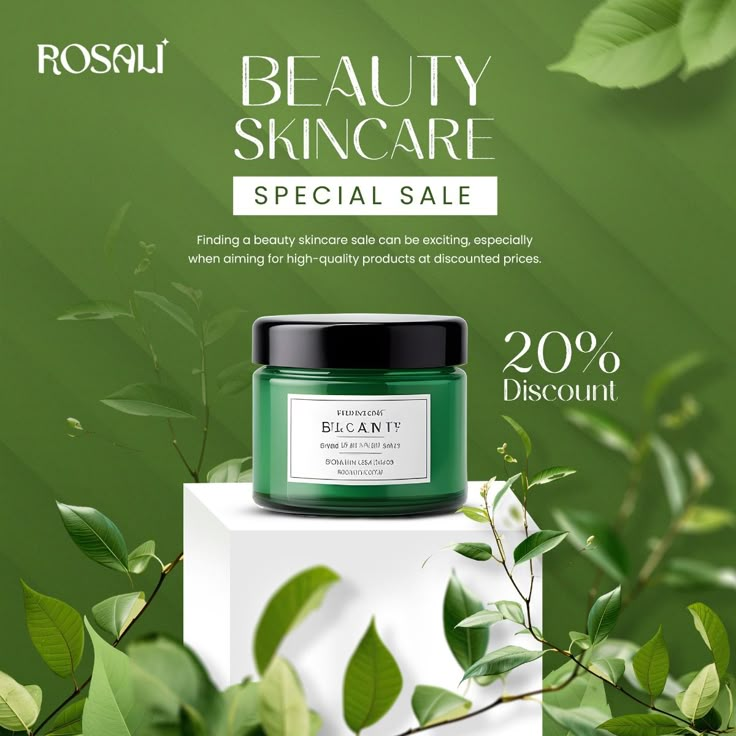 ROSALI
BEAUTY
SKINCARE
SPECIAL SALE
Finding a beauty skincare sale can be exciting, especially
when aiming for high-quality products at discounted prices.
20%
Discount